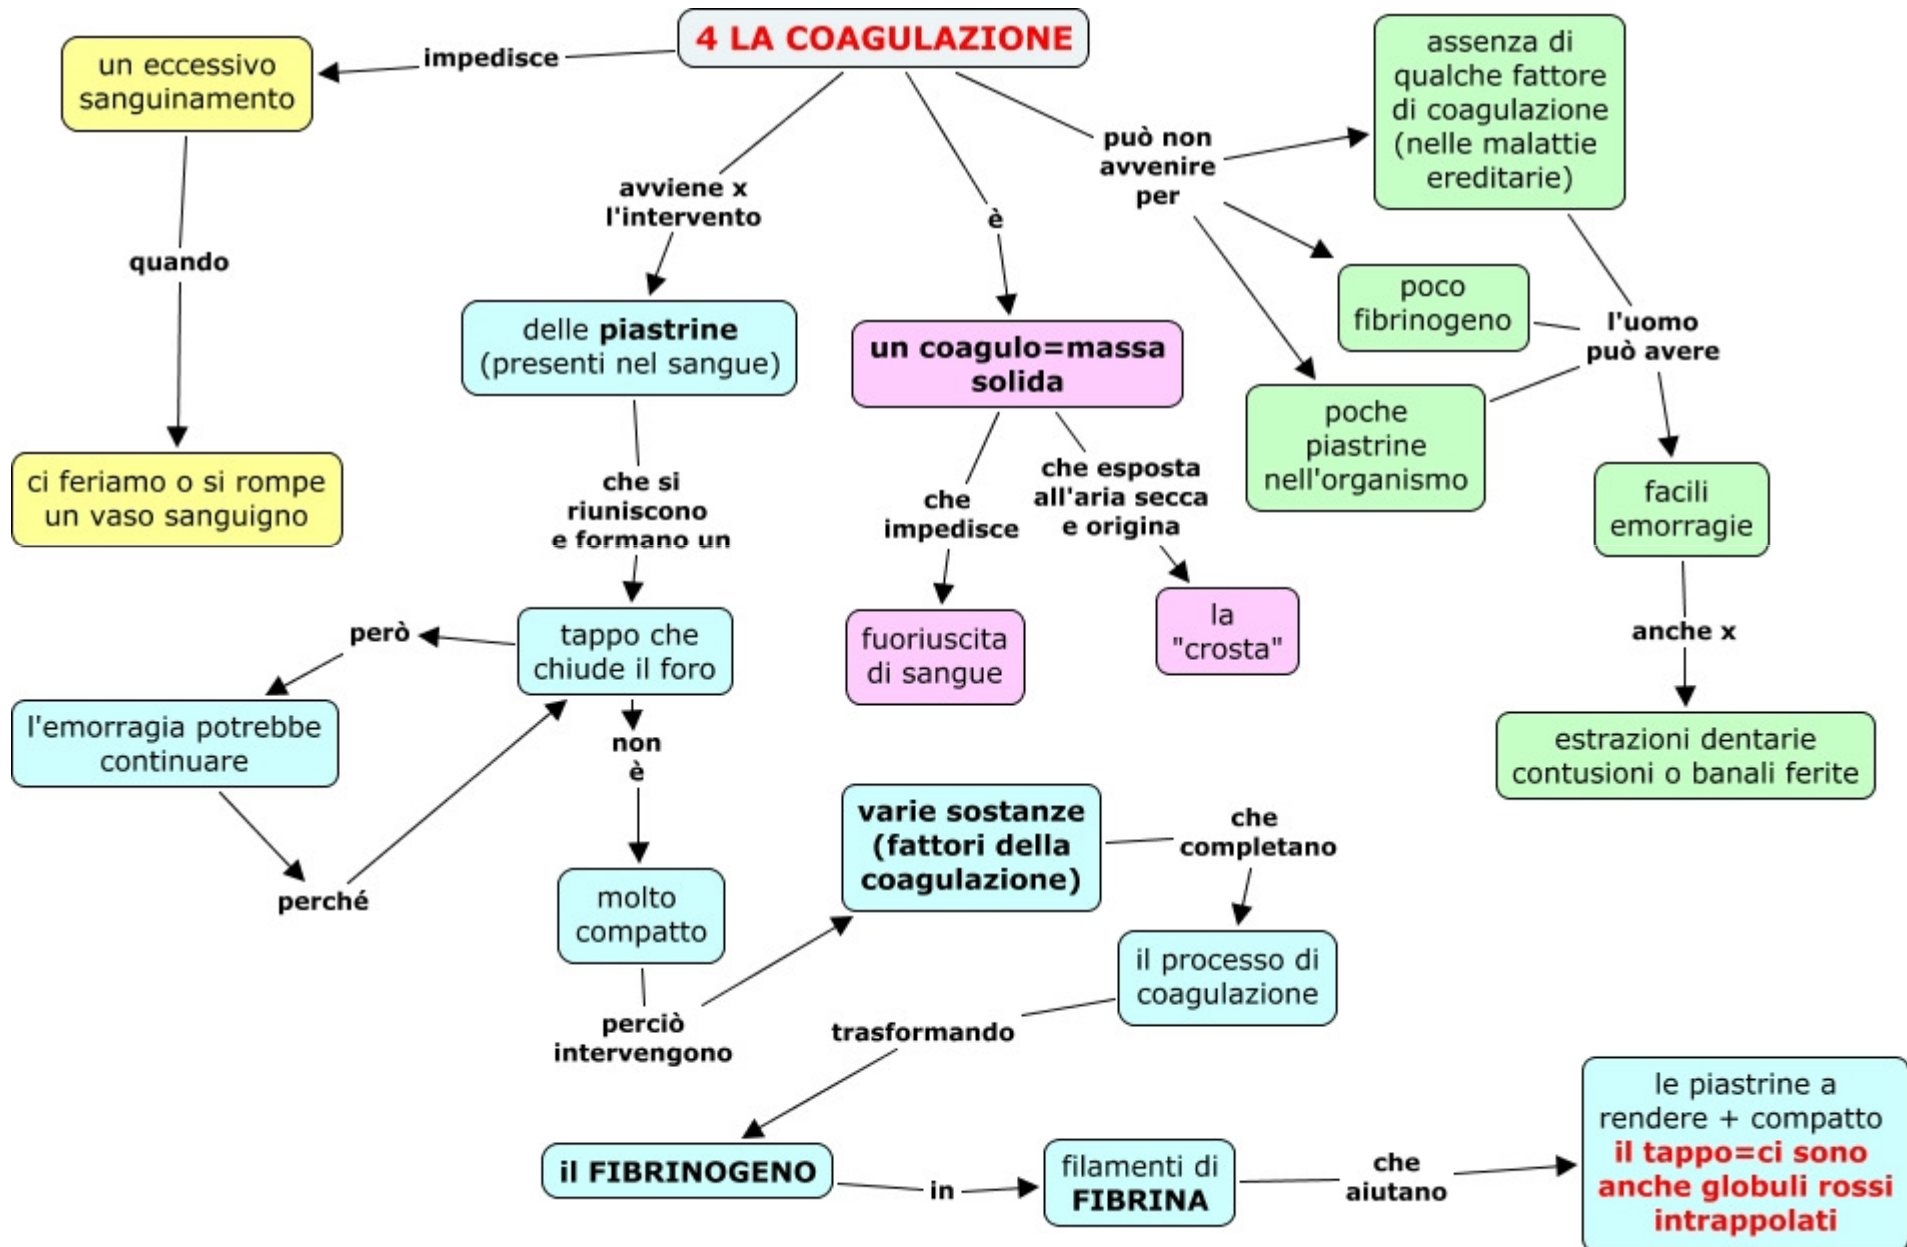 4 LA COAGULAZIONE
impedisce
un eccessivo
sanguinamento
quando
ci feriamo o si rompe
un vaso sanguigno
avviene x
l'intervento
delle piastrine
(presenti nel sangue)
che si
riuniscono
e formano un
tappo che
chiude il foro
però
l'emorragia potrebbe
continuare
perché
non
è
molto
compatto
perciò
intervengono
varie sostanze
(fattori della
coagulazione)
che
completano
il processo di
coagulazione
trasformando
il FIBRINOGENO
in
filamenti di
FIBRINA
che
aiutano
le piastrine a
rendere + compatto
il tappo=ci sono
anche globuli rossi
intrappolati
è
un coagulo=massa
solida
che
impedisce
fuoriuscita
di sangue
che esposta
all'aria secca
e origina
la
"crosta"
può non
avvenire
per
assenza di
qualche fattore
di coagulazione
(nelle malattie
ereditarie)
poco
fibrinogeno
poche
piastrine
nell'organismo
l'uomo
può avere
facili
emorragie
anche x
estrazioni dentarie
contusioni o banali ferite